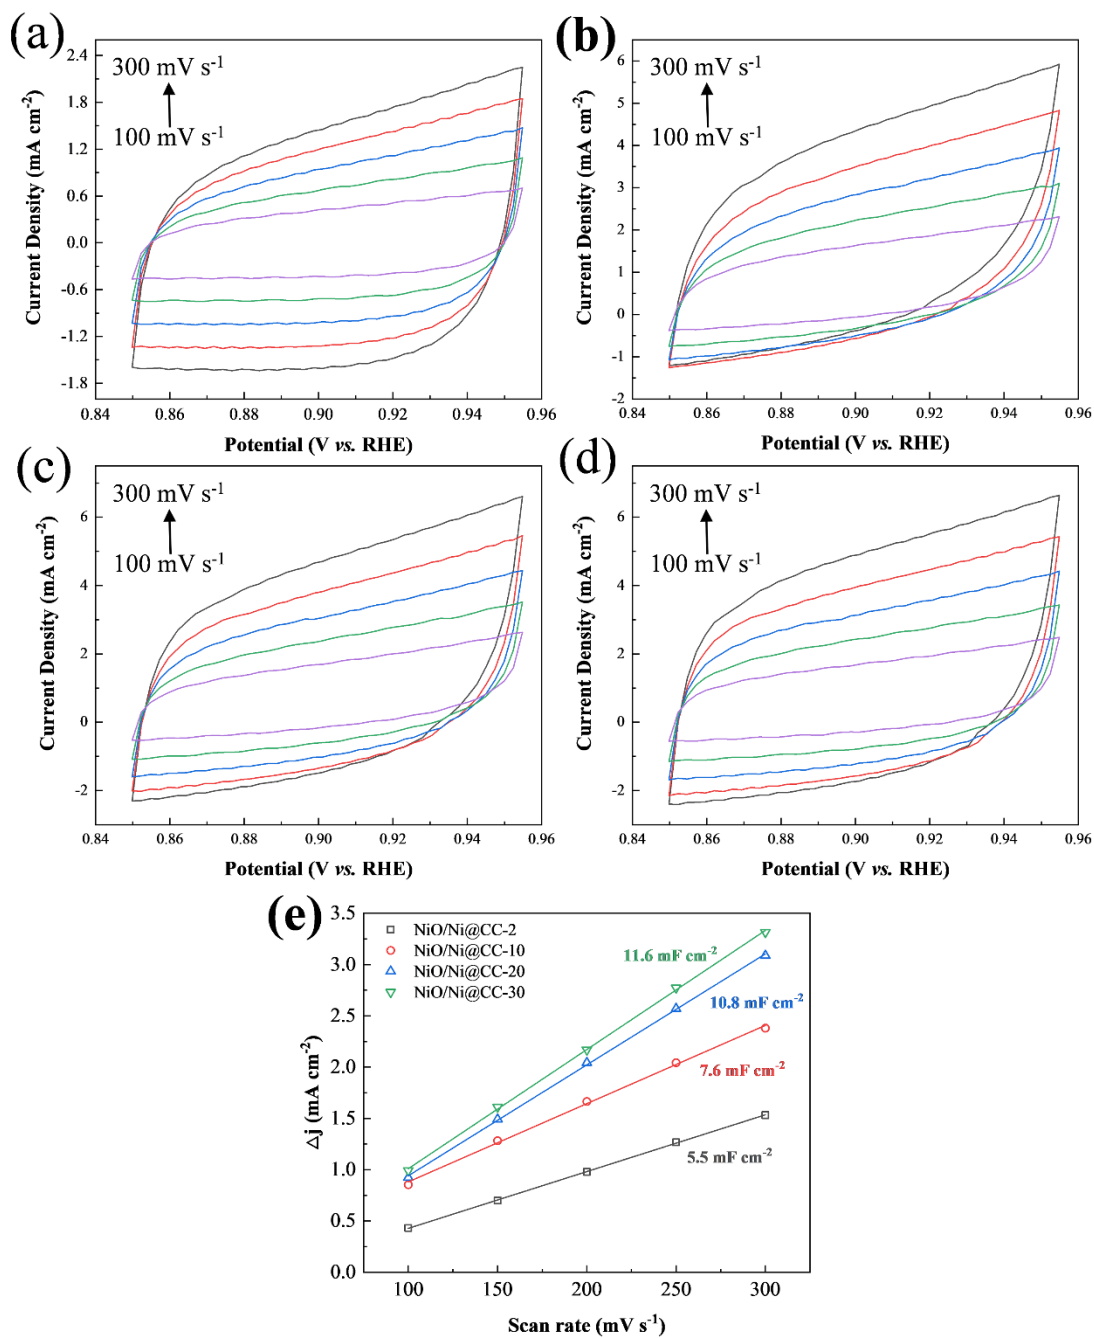 (a)
300 mV s⁻¹
100 mV s⁻¹
Current Density (mA cm⁻²)
2.4
1.8
1.2
0.6
0.0
-0.6
-1.2
-1.8
0.84 0.86 0.88 0.90 0.92 0.94 0.96
Potential (V vs. RHE)
(b)
300 mV s⁻¹
100 mV s⁻¹
Current Density (mA cm⁻²)
6
5
4
3
2
1
0
-1
-2
0.84 0.86 0.88 0.90 0.92 0.94 0.96
Potential (V vs. RHE)
(c)
300 mV s⁻¹
100 mV s⁻¹
Current Density (mA cm⁻²)
6
4
2
0
-2
0.84 0.86 0.88 0.90 0.92 0.94 0.96
Potential (V vs. RHE)
(d)
300 mV s⁻¹
100 mV s⁻¹
Current Density (mA cm⁻²)
6
4
2
0
-2
0.84 0.86 0.88 0.90 0.92 0.94 0.96
Potential (V vs. RHE)
(e)
NiO/Ni@CC-2
NiO/Ni@CC-10
NiO/Ni@CC-20
NiO/Ni@CC-30
11.6 mF cm⁻²
10.8 mF cm⁻²
7.6 mF cm⁻²
5.5 mF cm⁻²
△j (mA cm⁻²)
3.5
3.0
2.5
2.0
1.5
1.0
0.5
0.0
100 150 200 250 300
Scan rate (mV s⁻¹)